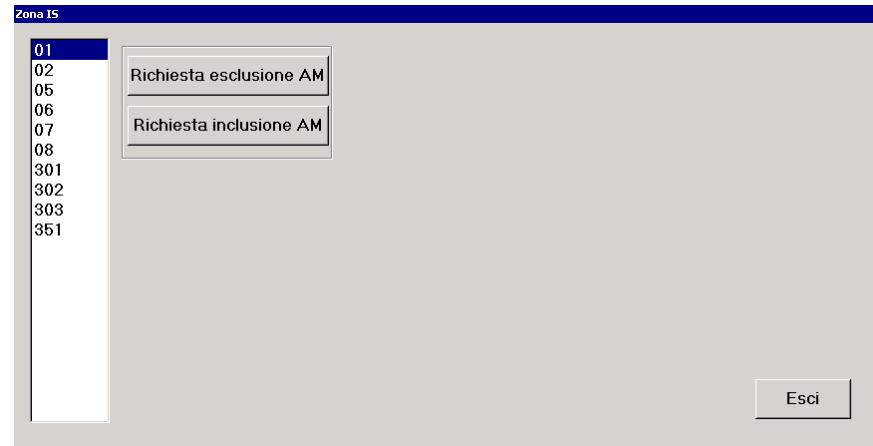 Zona IS
01
02
05
06
07
08
301
302
303
351
Richiesta esclusione AM
Richiesta inclusione AM
Esci